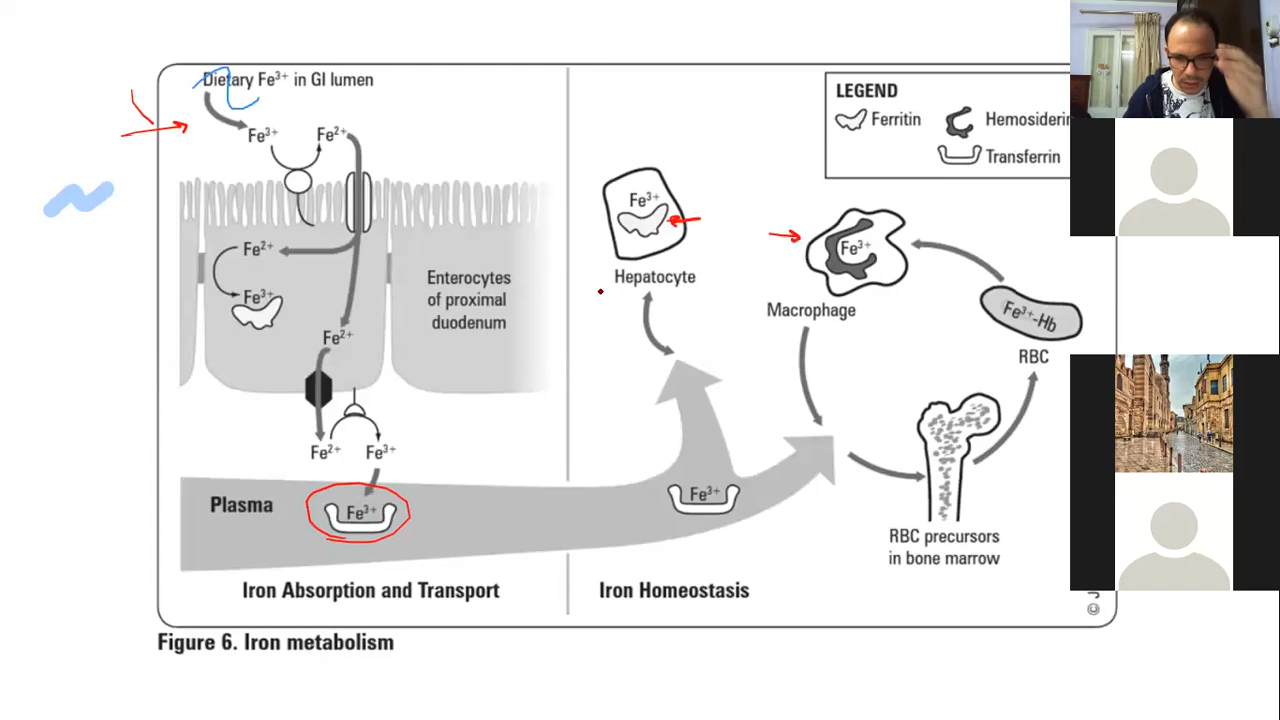 Dietary Fe³⁺ in GI lumen
Fe³⁺
Fe²⁺
Fe²⁺
Fe³⁺
Enterocytes
of proximal
duodenum
Fe²⁺
Fe²⁺
Fe³⁺
Plasma
Fe³⁺
Iron Absorption and Transport
LEGEND
Ferritin
Hemosiderin
Transferrin
Fe³⁺
Hepatocyte
Fe³⁺
Macrophage
Fe³⁺-Hb
RBC
Fe³⁺
RBC precursors
in bone marrow
Iron Homeostasis
©
Figure 6. Iron metabolism